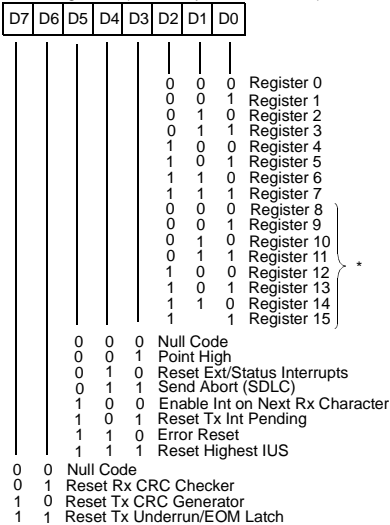 D7 D6 D5 D4 D3 D2 D1 D0
0 0 0 Register 0
0 0 1 Register 1
0 1 0 Register 2
0 1 1 Register 3
1 0 0 Register 4
1 0 1 Register 5
1 1 0 Register 6
1 1 1 Register 7
0 0 0 Register 8
0 0 1 Register 9
0 1 0 Register 10
0 1 1 Register 11 *
1 0 0 Register 12
1 0 1 Register 13
1 1 0 Register 14
1 1 Register 15
0 0 0 Null Code
0 0 1 Point High
0 1 0 Reset Ext/Status Interrupts
0 1 1 Send Abort (SDLC)
1 0 0 Enable Int on Next Rx Character
1 0 1 Reset Tx Int Pending
1 1 0 Error Reset
1 1 1 Reset Highest IUS
0 0 Null Code
0 1 Reset Rx CRC Checker
1 0 Reset Tx CRC Generator
1 1 Reset Tx Underrun/EOM Latch